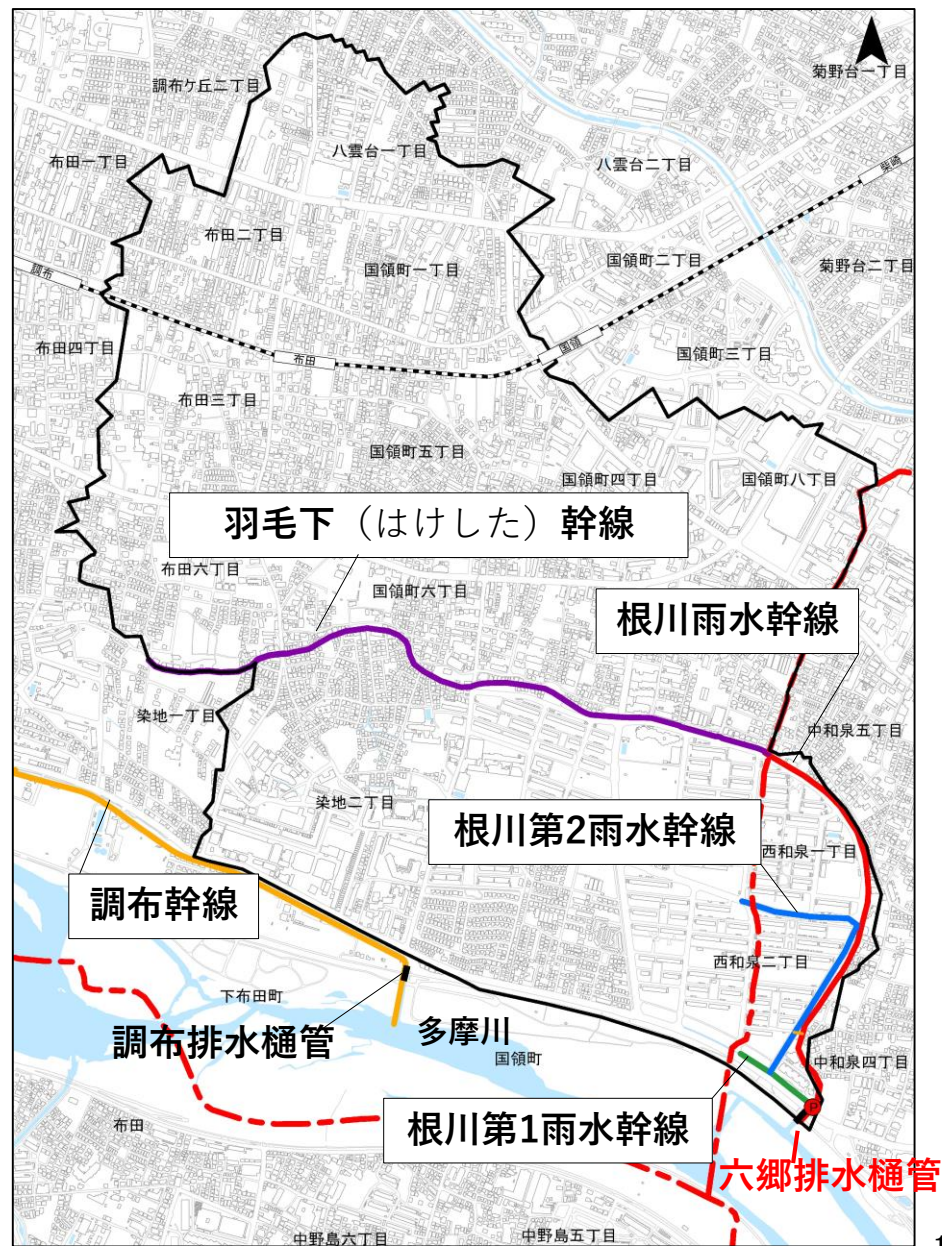 菊野台一丁目
調布ケ丘二丁目
八雲台一丁目
布田一丁目
八雲台二丁目
柴崎
布田二丁目
国領町一丁目
国領町二丁目
菊野台二丁目
調布
国領
布田四丁目
布田
国領町三丁目
布田三丁目
国領町五丁目
国領町四丁目
国領町八丁目
羽毛下（はけした）幹線
布田六丁目
国領町六丁目
根川雨水幹線
染地一丁目
中和泉五丁目
染地二丁目
根川第2雨水幹線
西和泉一丁目
調布幹線
西和泉二丁目
下布田町
調布排水樋管
多摩川
国領町
中和泉四丁目
P
布田
根川第1雨水幹線
六郷排水樋管
中野島六丁目
中野島五丁目
1